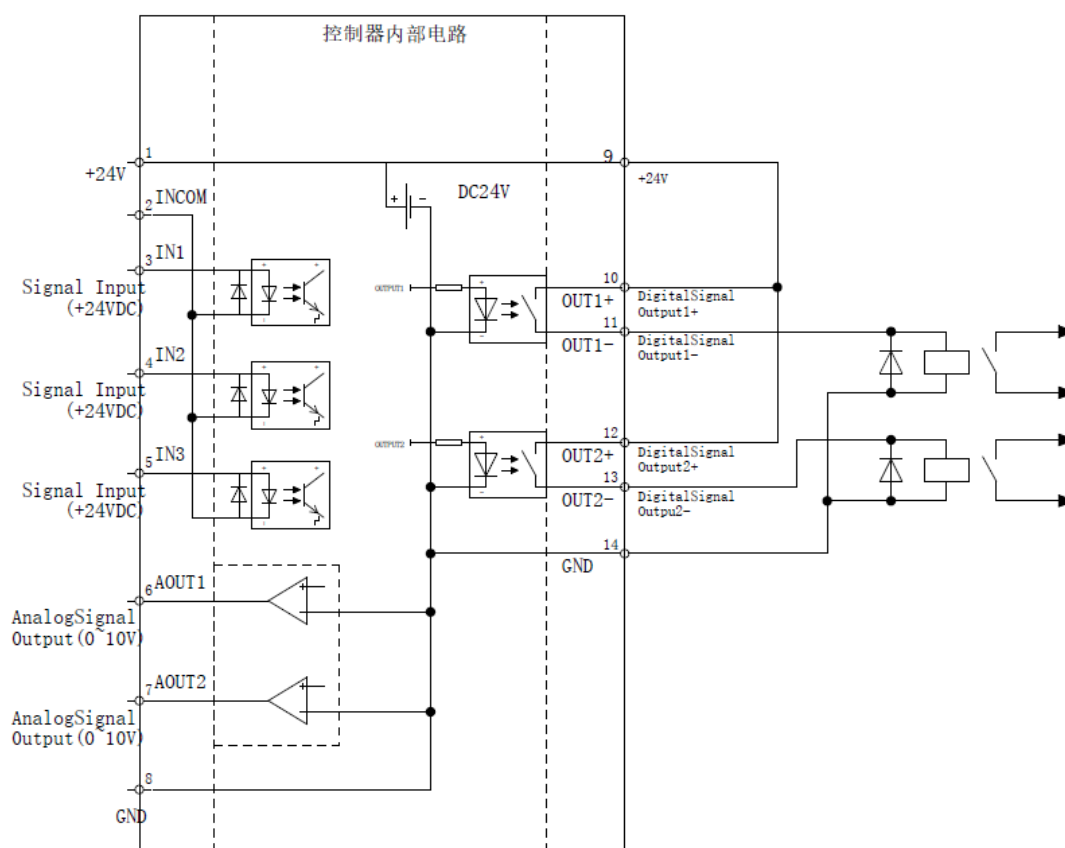 控制器内部电路
1
+24V
INCOM
2
IN1
3
Signal Input
(+24VDC)
IN2
4
Signal Input
(+24VDC)
IN3
5
Signal Input
(+24VDC)
AOUT1
6
AnalogSignal
Output(0~10V)
AOUT2
7
AnalogSignal
Output(0~10V)
8
GND
+ -
DC24V
OUTPUT1
OUTPUT2
9
+24V
10
OUT1+
DigitalSignal
Output1+
11
OUT1-
DigitalSignal
Output1-
12
OUT2+
DigitalSignal
Output2+
13
OUT2-
DigitalSignal
Outpu2-
14
GND